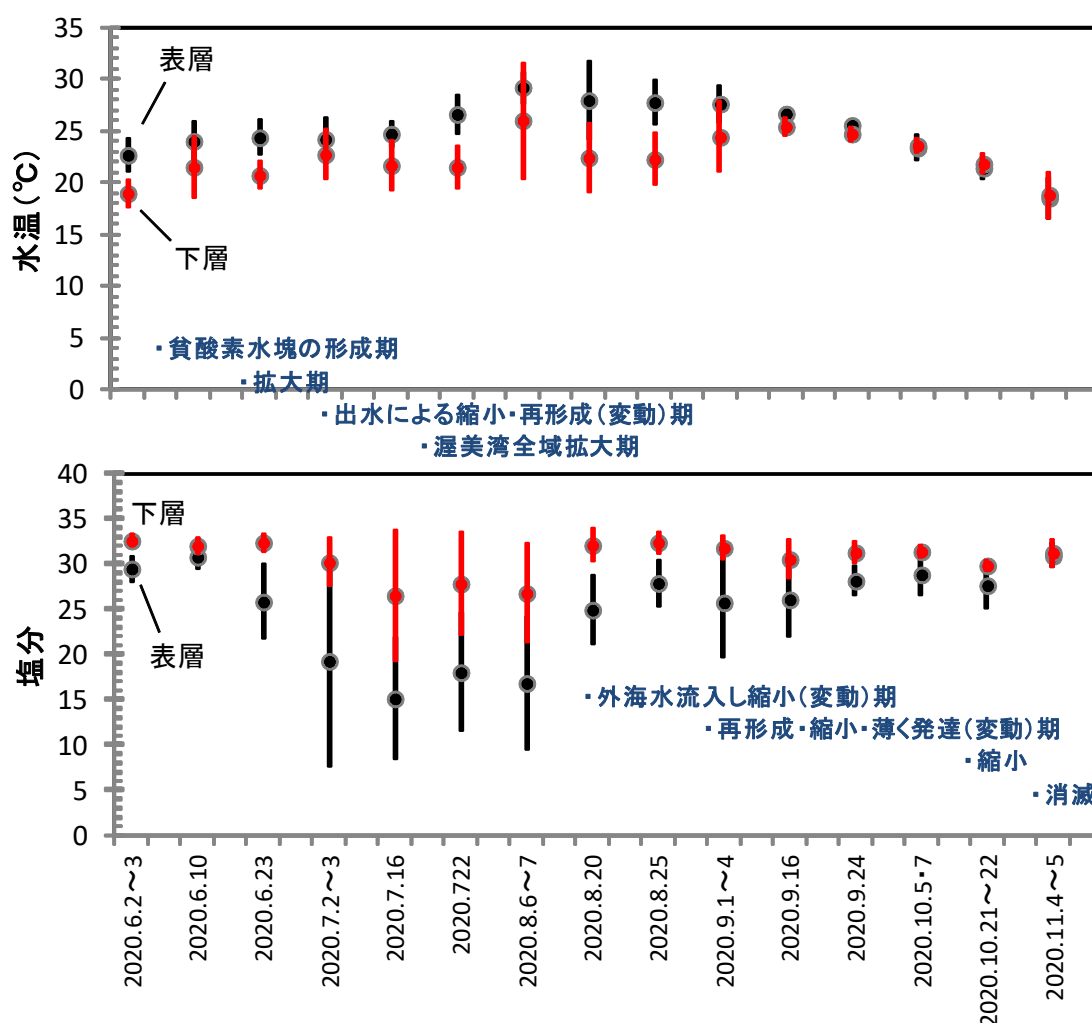 35
30
25
20
15
10
5
0
水温(℃)
表層
下層
・貧酸素水塊の形成期
・拡大期
・出水による縮小・再形成(変動)期
・渥美湾全域拡大期
40
35
30
25
20
15
10
5
0
塩分
下層
表層
・外海水流入し縮小(変動)期
・再形成・縮小・薄く発達(変動)期
・縮小
・消滅
2020.6.2~3
2020.6.10
2020.6.23
2020.7.2~3
2020.7.16
2020.722
2020.8.6~7
2020.8.20
2020.8.25
2020.9.1~4
2020.9.16
2020.9.24
2020.10.5・7
2020.10.21~22
2020.11.4~5